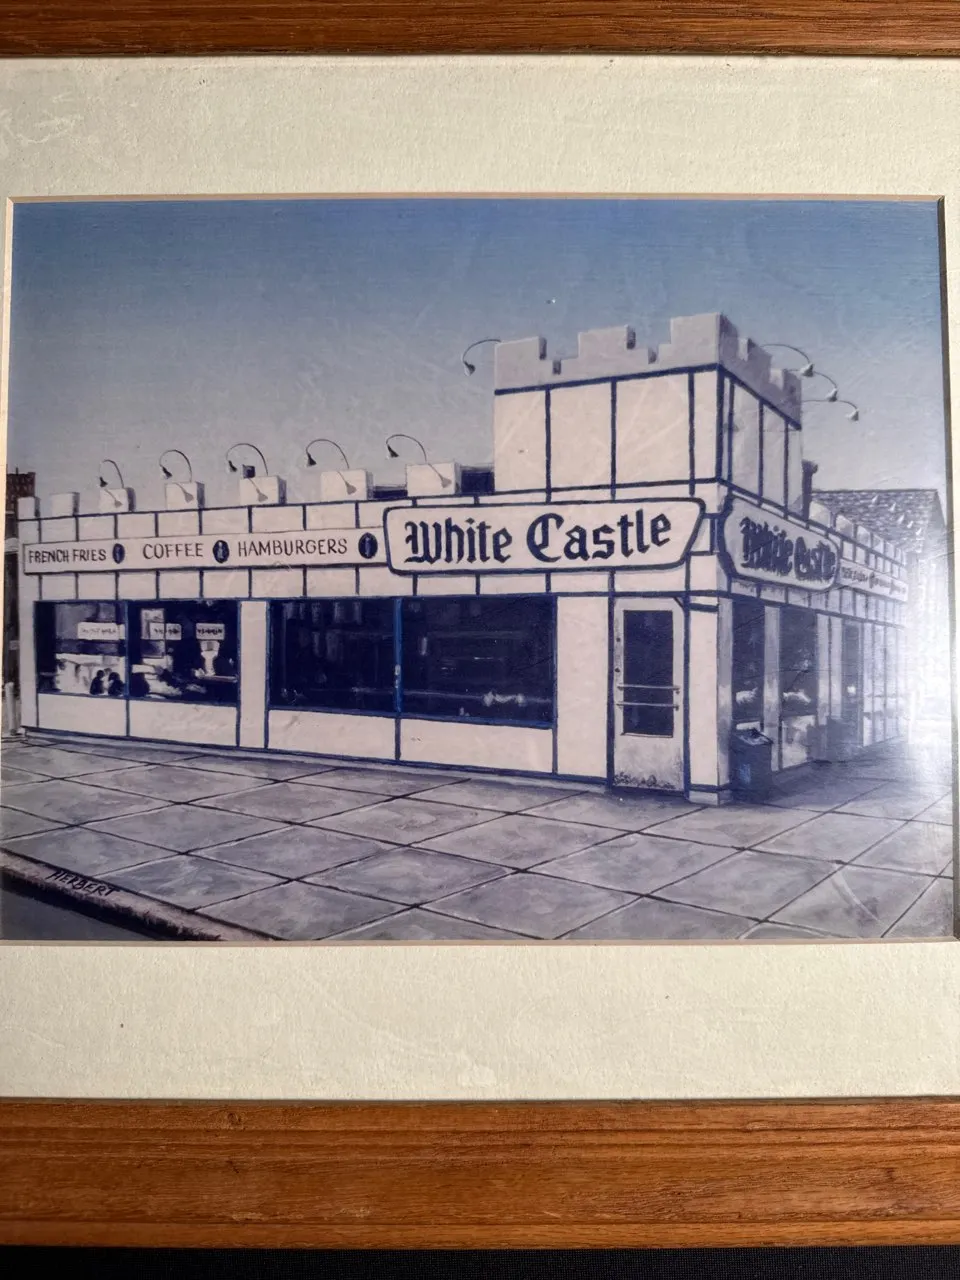 FRENCH FRIES COFFEE HAMBURGERS
White Castle
White Castle
HERBERT